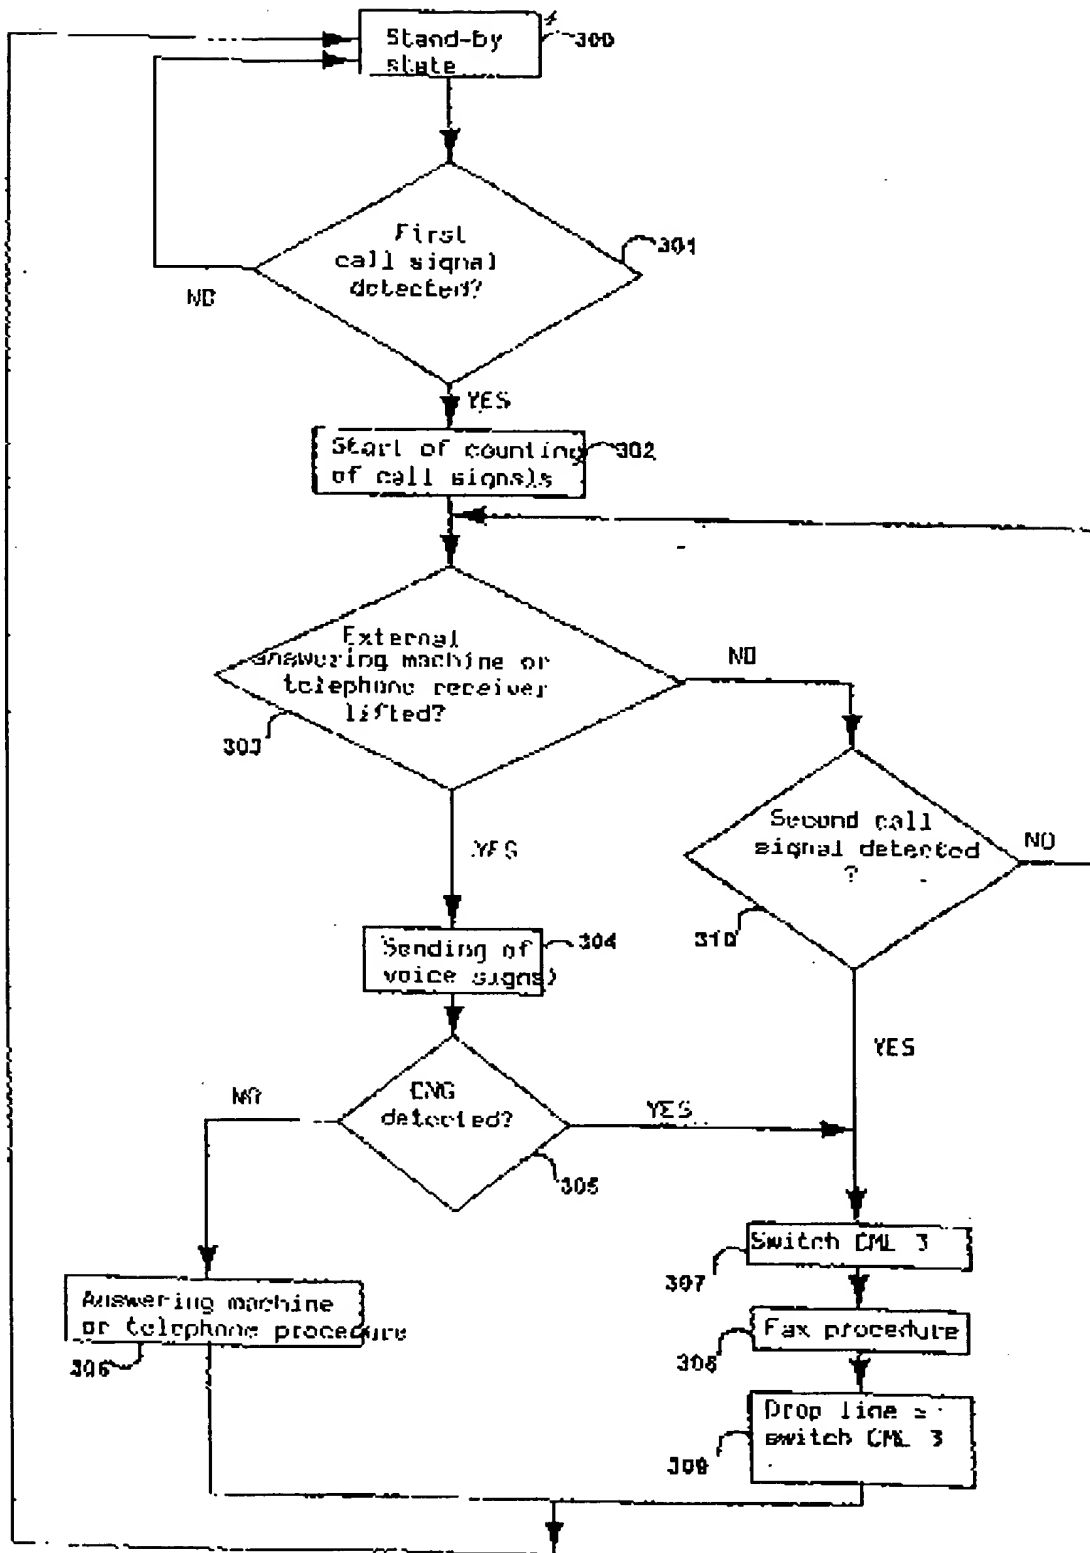 Stand-by
state
300
First
call signal
detected?
301
NO
YES
Start of counting
of call signals
302
External
answering machine or
telephone receiver
lifted?
303
NO
YES
Second call
signal detected
?
310
NO
YES
Sending of
voice signal
304
CNG
detected?
305
NO
YES
Switch CML 3
307
Answering machine
or telephone procedure
306
Fax procedure
308
Drop line
switch CML 3
309